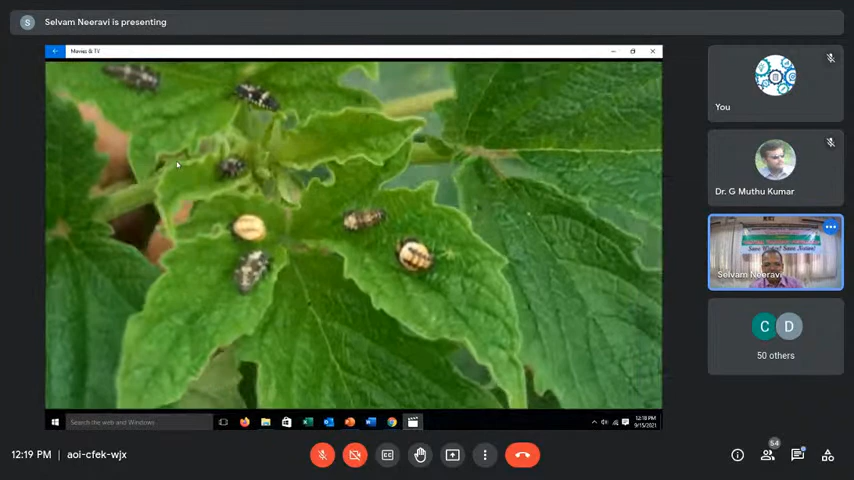 S
Selvam Neeravi is presenting
Movies & TV
You
Dr. G Muthu Kumar
Selvam Neeravi
C
D
50 others
Search the web and Windows
12:18 PM
9/15/2021
12:19 PM | aoi-cfek-wjx
54